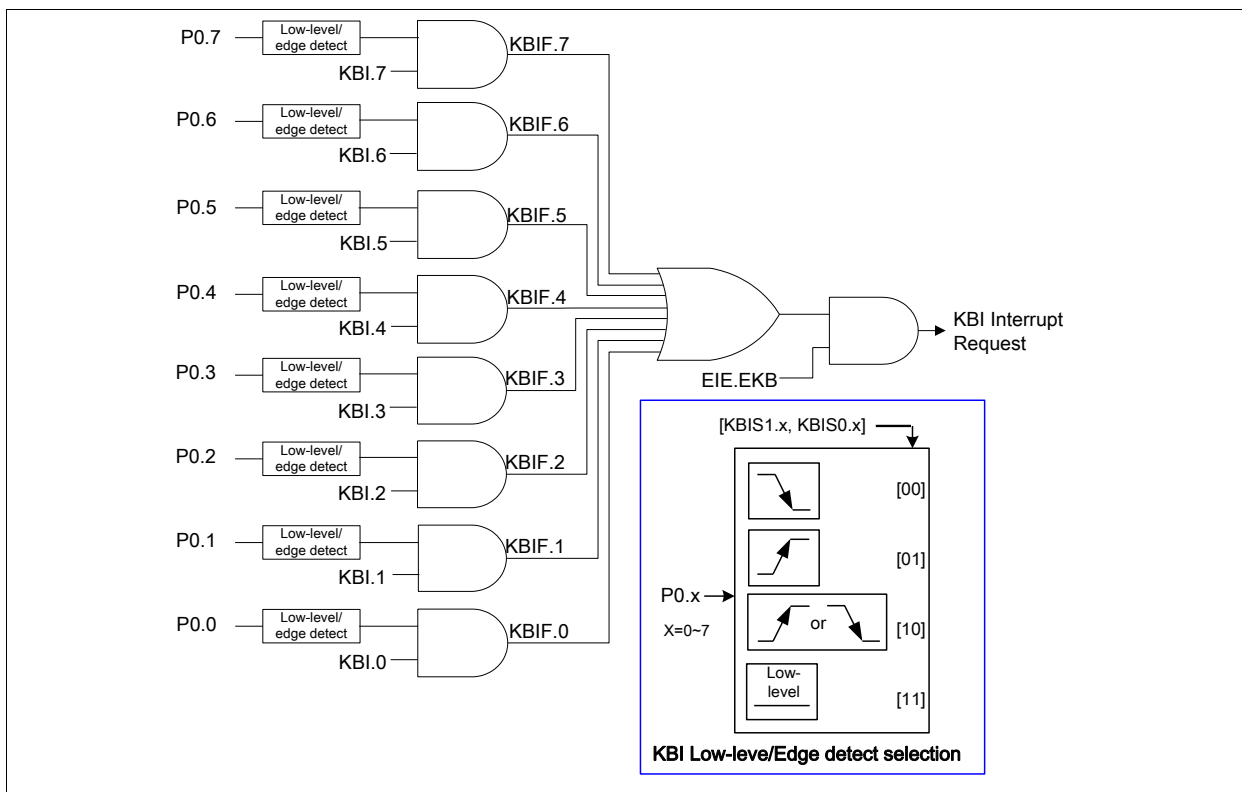 P0.7
Low-level/
edge detect
KBI.7
KBIF.7
P0.6
Low-level/
edge detect
KBI.6
KBIF.6
P0.5
Low-level/
edge detect
KBI.5
KBIF.5
P0.4
Low-level/
edge detect
KBI.4
KBIF.4
P0.3
Low-level/
edge detect
KBI.3
KBIF.3
P0.2
Low-level/
edge detect
KBI.2
KBIF.2
P0.1
Low-level/
edge detect
KBI.1
KBIF.1
P0.0
Low-level/
edge detect
KBI.0
KBIF.0
EIE.EKB
KBI Interrupt
Request
[KBIS1.x, KBIS0.x]
[00]
[01]
P0.x
X=0~7
or
[10]
Low-
level
[11]
KBI Low-leve/Edge detect selection